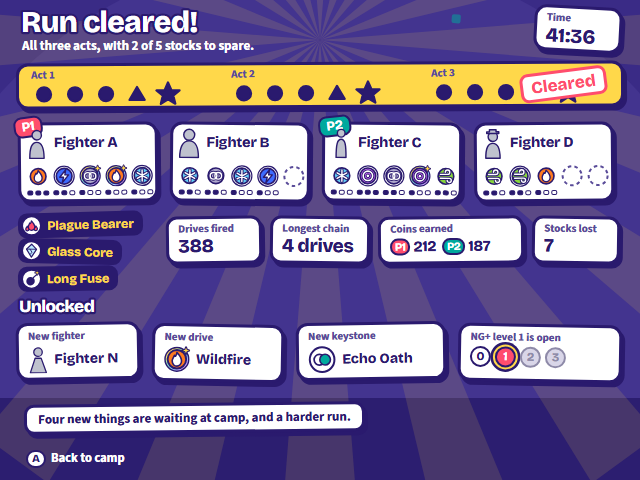 Run cleared!
All three acts, with 2 of 5 stocks to spare.
Time
41:36
Act 1
Act 2
Act 3
Cleared
P1
Fighter A
Fighter B
P2
Fighter C
Fighter D
Plague Bearer
Glass Core
Long Fuse
Drives fired
388
Longest chain
4 drives
Coins earned
P1 212 P2 187
Stocks lost
7
Unlocked
New fighter
Fighter N
New drive
Wildfire
New keystone
Echo Oath
NG+ level 1 is open
0 1 2 3
Four new things are waiting at camp, and a harder run.
A Back to camp